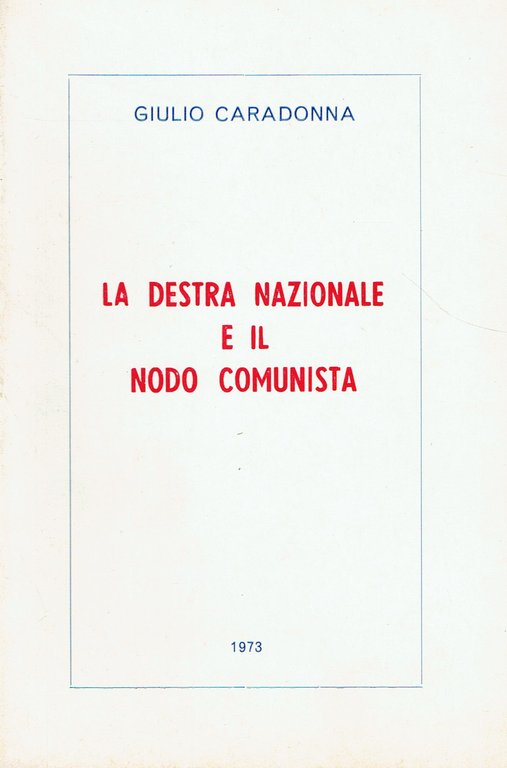 GIULIO CARADONNA
LA DESTRA NAZIONALE
E IL
NODO COMUNISTA
1973